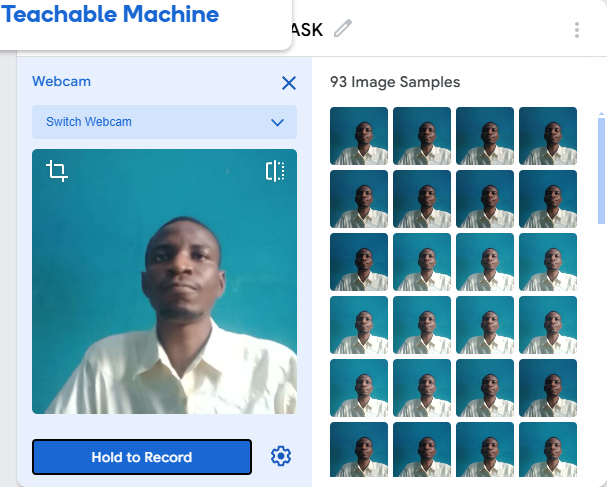 Teachable Machine
ASK
Webcam
93 Image Samples
Switch Webcam
Hold to Record